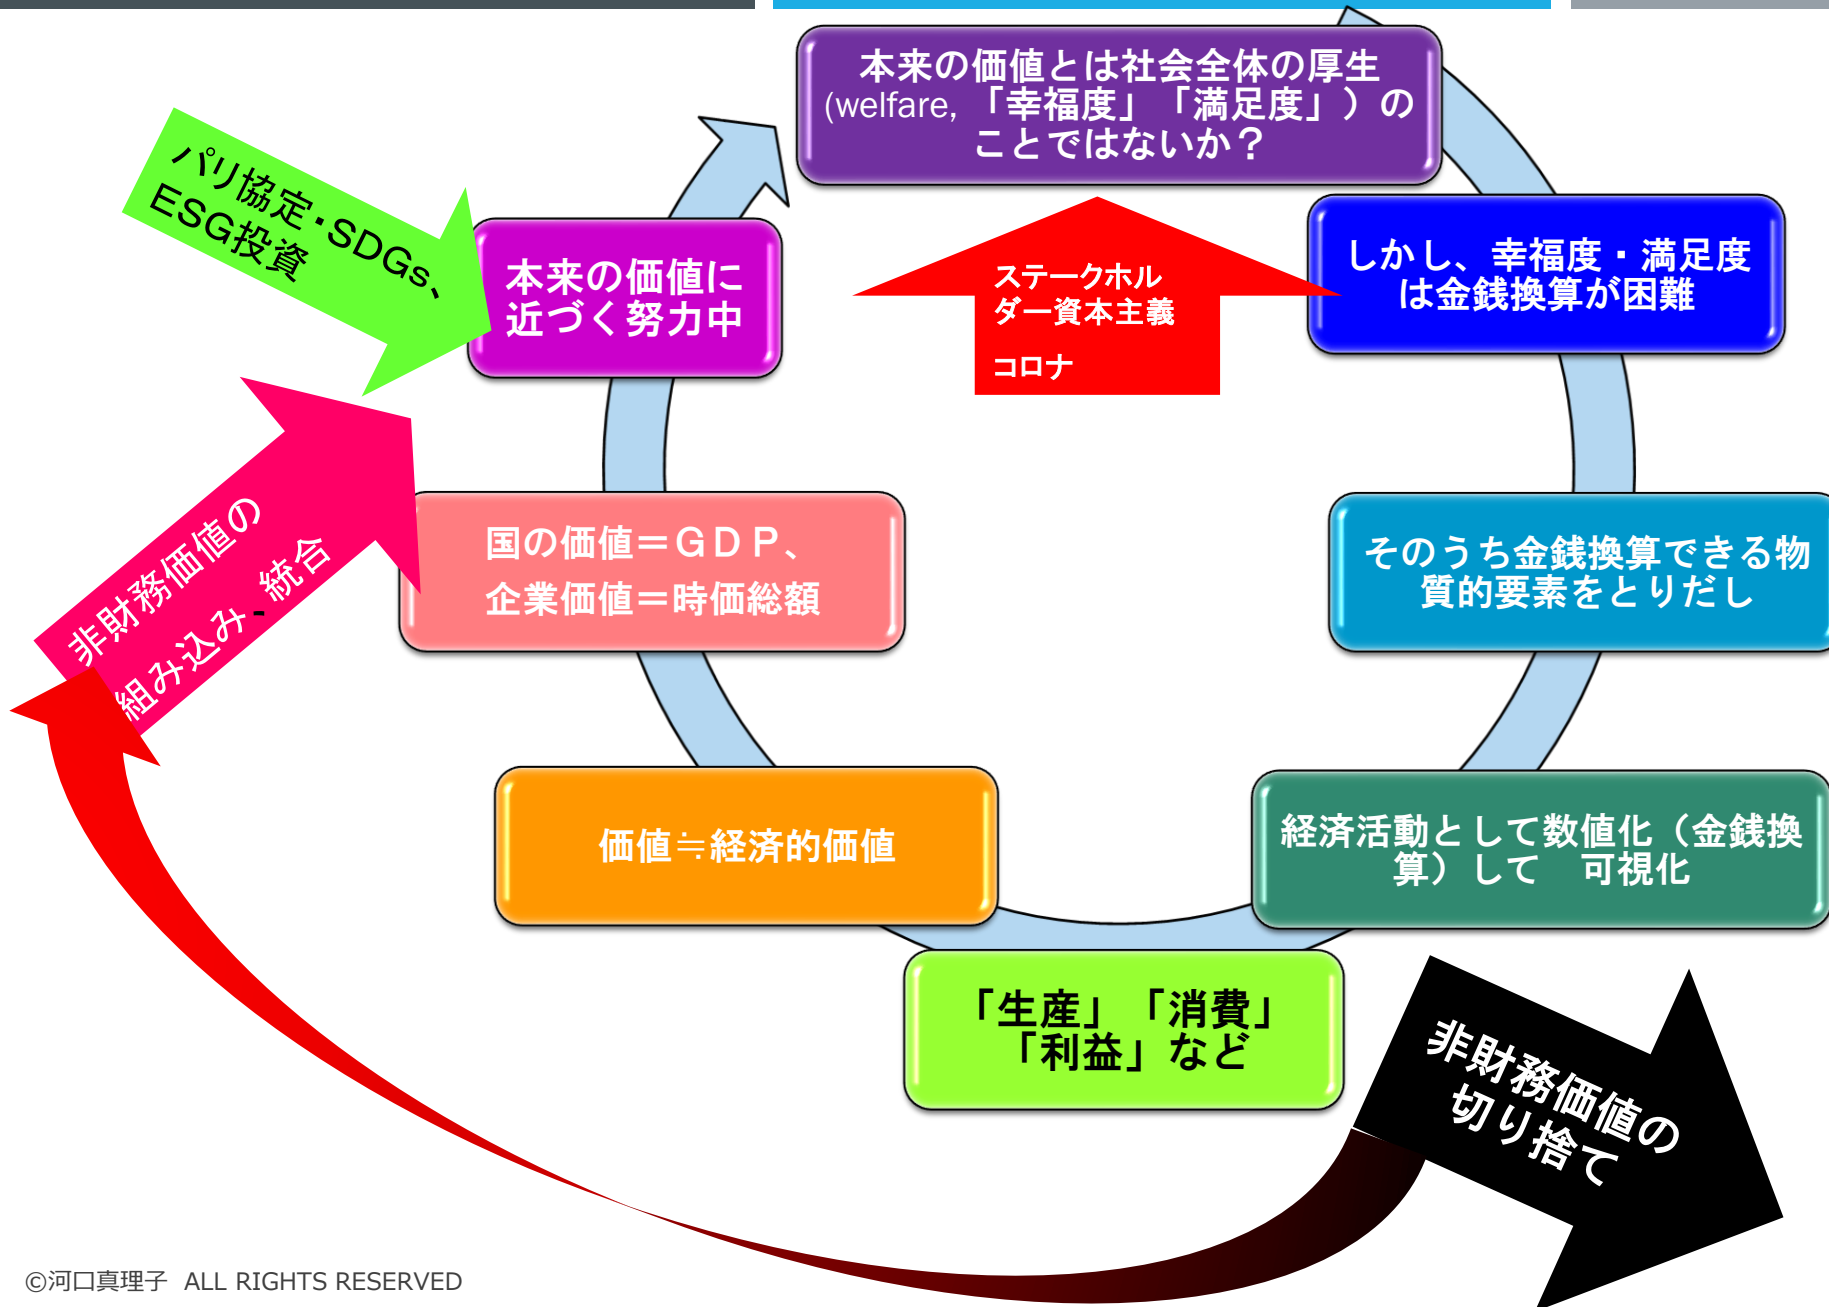 本来の価値とは社会全体の厚生
(welfare, 「幸福度」「満足度」）の
ことではないか？
しかし、幸福度・満足度
は金銭換算が困難
そのうち金銭換算できる物
質的要素をとりだし
経済活動として数値化（金銭換
算）して　可視化
「生産」「消費」
「利益」など
価値≒経済的価値
国の価値＝ＧＤＰ、
企業価値＝時価総額
本来の価値に
近づく努力中
パリ協定・SDGs、
ESG投資
ステークホル
ダー資本主義
コロナ
非財務価値の
組み込み・統合
非財務価値の
切り捨て
©河口真理子 ALL RIGHTS RESERVED